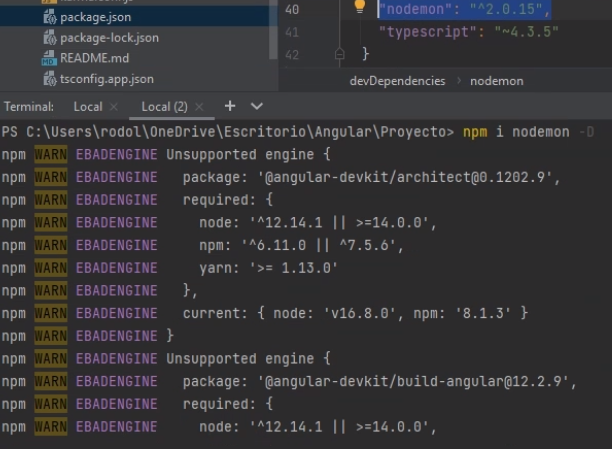 package.json
package-lock.json
README.md
tsconfig.app.json
40 "nodemon": "^2.0.15",
41 "typescript": "~4.3.5"
42 }
devDependencies › nodemon
Terminal: Local × Local (2) × +
PS C:\Users\rodol\OneDrive\Escritorio\Angular\Proyecto> npm i nodemon -D
npm WARN EBADENGINE Unsupported engine {
npm WARN EBADENGINE   package: '@angular-devkit/architect@0.1202.9',
npm WARN EBADENGINE   required: {
npm WARN EBADENGINE     node: '^12.14.1 || >=14.0.0',
npm WARN EBADENGINE     npm: '^6.11.0 || ^7.5.6',
npm WARN EBADENGINE     yarn: '>= 1.13.0'
npm WARN EBADENGINE   },
npm WARN EBADENGINE   current: { node: 'v16.8.0', npm: '8.1.3' }
npm WARN EBADENGINE }
npm WARN EBADENGINE Unsupported engine {
npm WARN EBADENGINE   package: '@angular-devkit/build-angular@12.2.9',
npm WARN EBADENGINE   required: {
npm WARN EBADENGINE     node: '^12.14.1 || >=14.0.0',